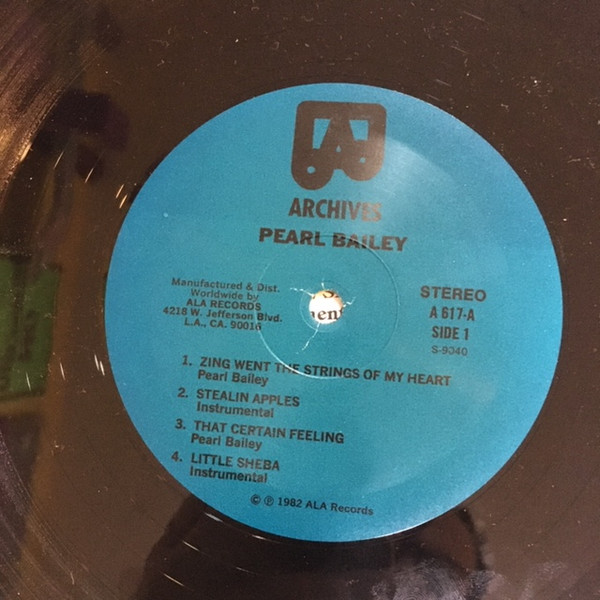 ALA
ARCHIVES
PEARL BAILEY
Manufactured & Dist.
Worldwide by
ALA RECORDS
4218 W. Jefferson Blvd.
L.A., CA. 90016
STEREO
A 617-A
SIDE 1
S-9340
1. ZING WENT THE STRINGS OF MY HEART
Pearl Bailey
2. STEALIN APPLES
Instrumental
3. THAT CERTAIN FEELING
Pearl Bailey
4. LITTLE SHEBA
Instrumental
© ℗ 1982 ALA Records